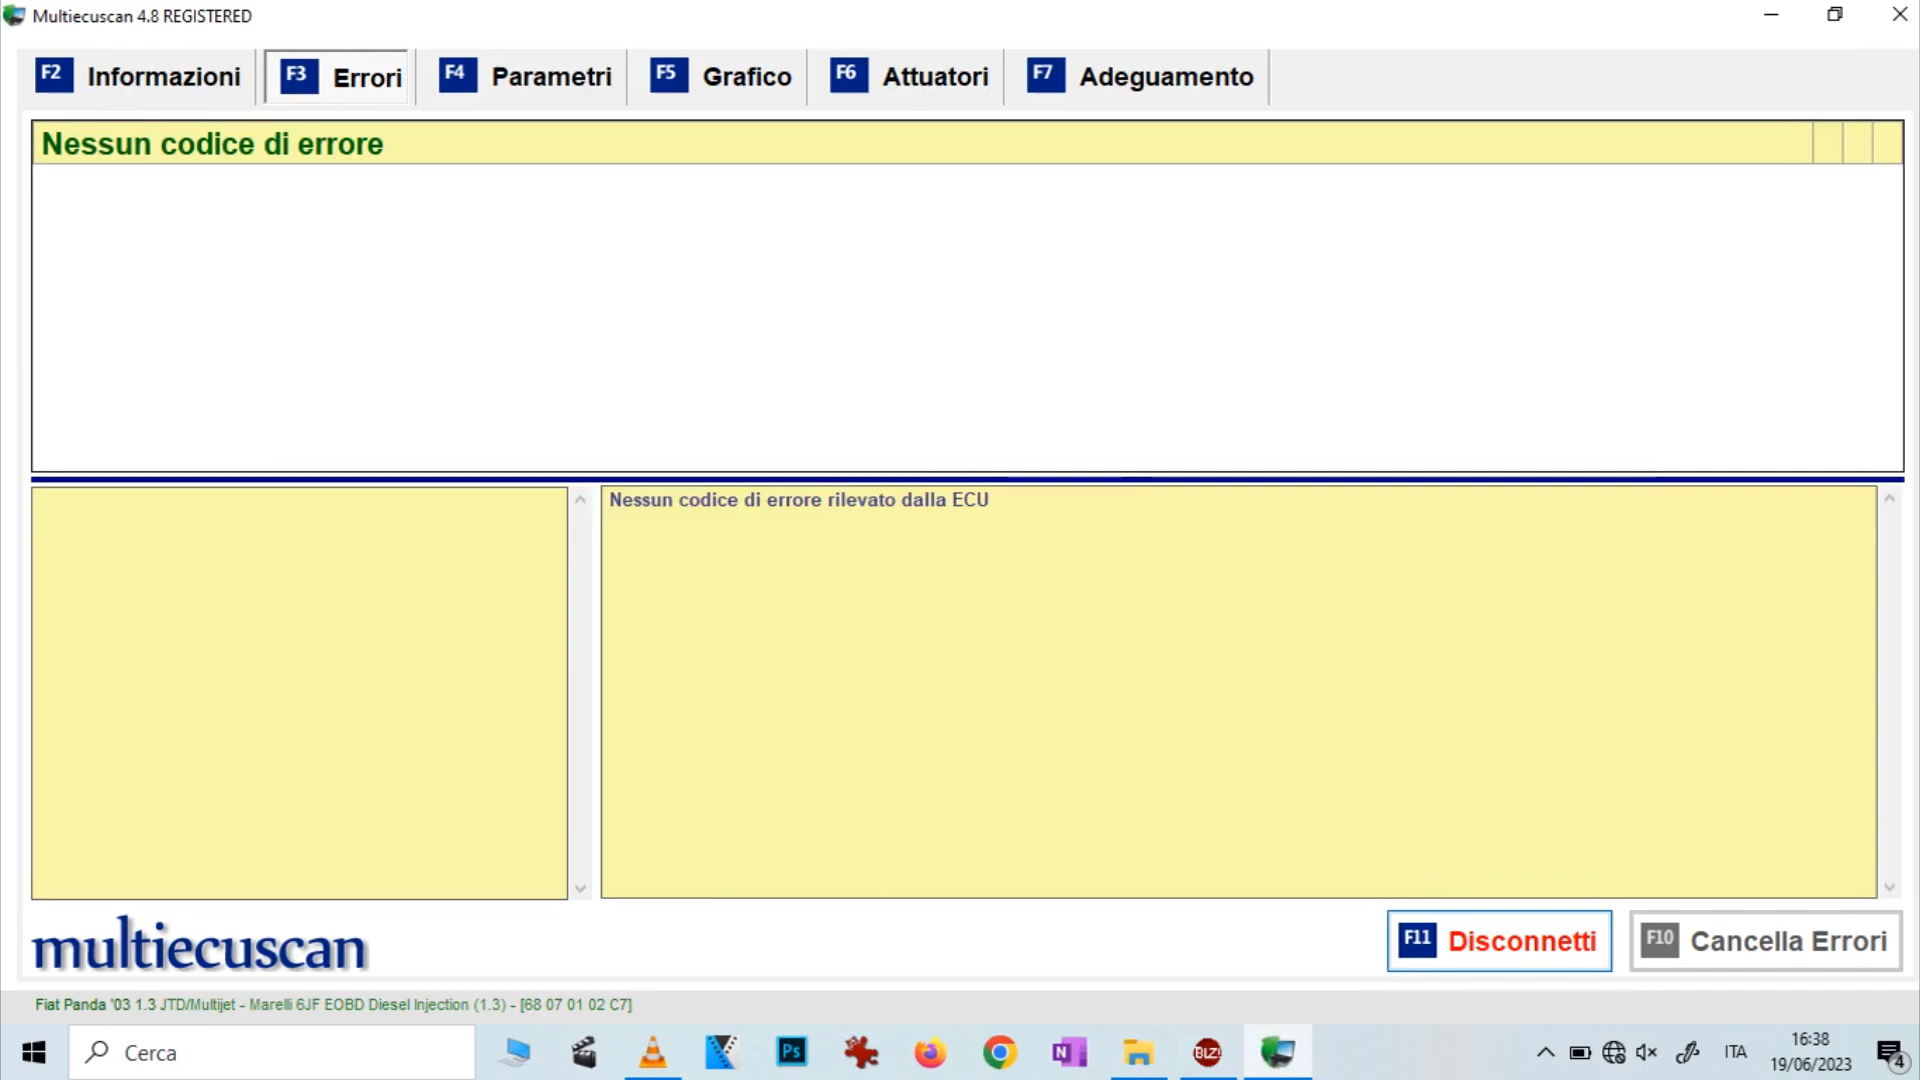 Multiecuscan 4.8 REGISTERED
F2 Informazioni F3 Errori F4 Parametri F5 Grafico F6 Attuatori F7 Adeguamento
Nessun codice di errore
Nessun codice di errore rilevato dalla ECU
multiecuscan
F11 Disconnetti F10 Cancella Errori
Fiat Panda '03 1.3 JTD/Multijet - Marelli 6JF EOBD Diesel Injection (1.3) - [68 07 01 02 C7]
Cerca
Ps
N
BLZ!
ITA
16:38
19/06/2023
4